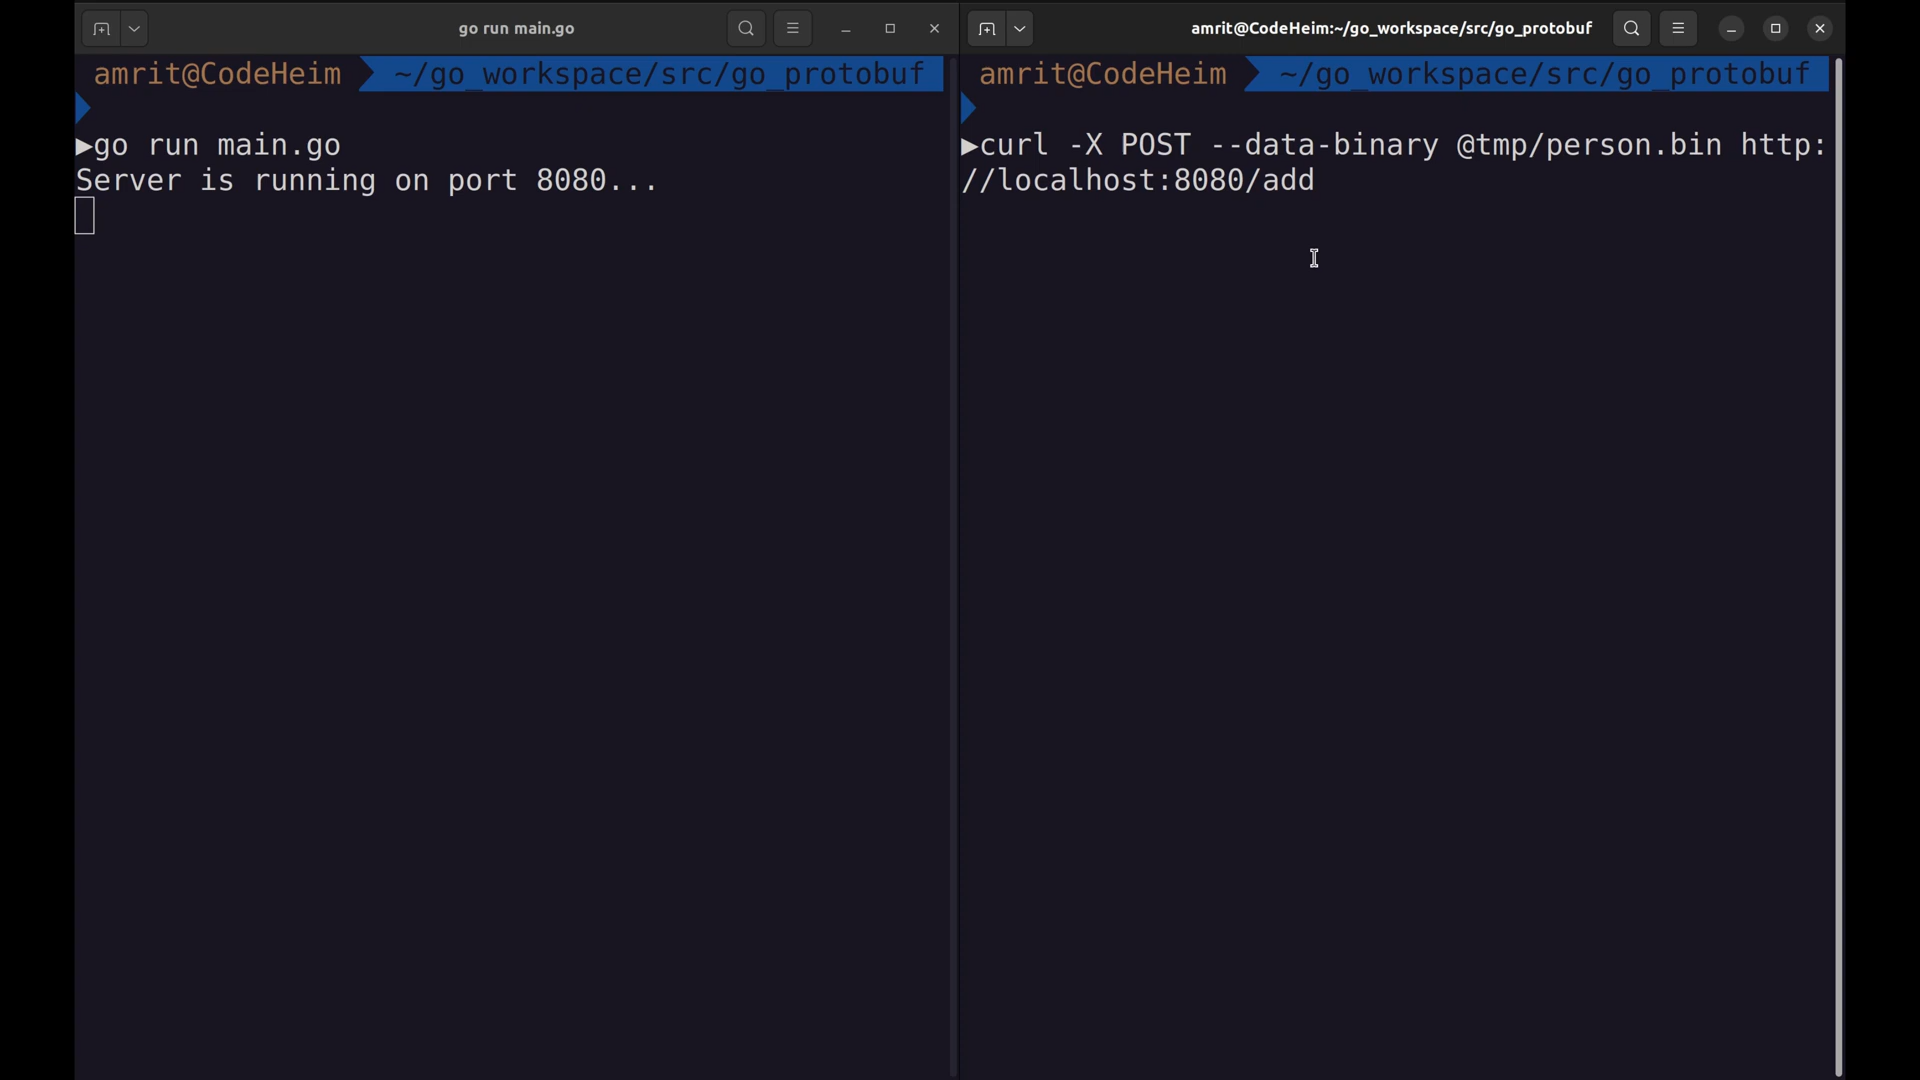 go run main.go
amrit@CodeHeim ~/go_workspace/src/go_protobuf
▶go run main.go
Server is running on port 8080...
amrit@CodeHeim:~/go_workspace/src/go_protobuf
amrit@CodeHeim ~/go_workspace/src/go_protobuf
▶curl -X POST --data-binary @tmp/person.bin http:
//localhost:8080/add